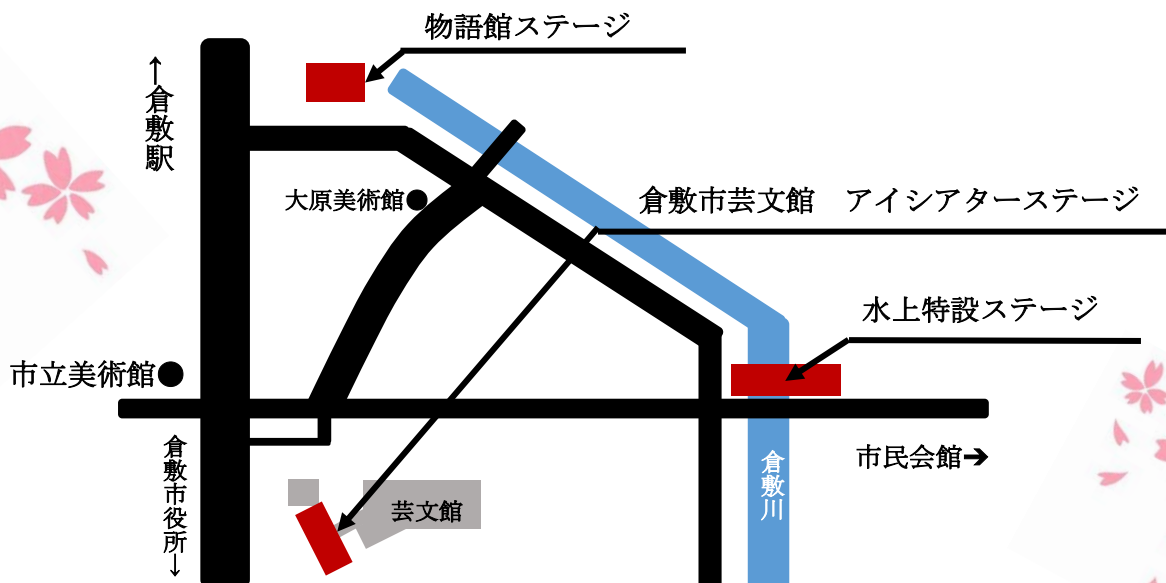 物語館ステージ
↑倉敷駅
大原美術館●
倉敷市芸文館　アイシアターステージ
水上特設ステージ
市立美術館●
倉敷市役所↓
市民会館→
倉敷川
芸文館